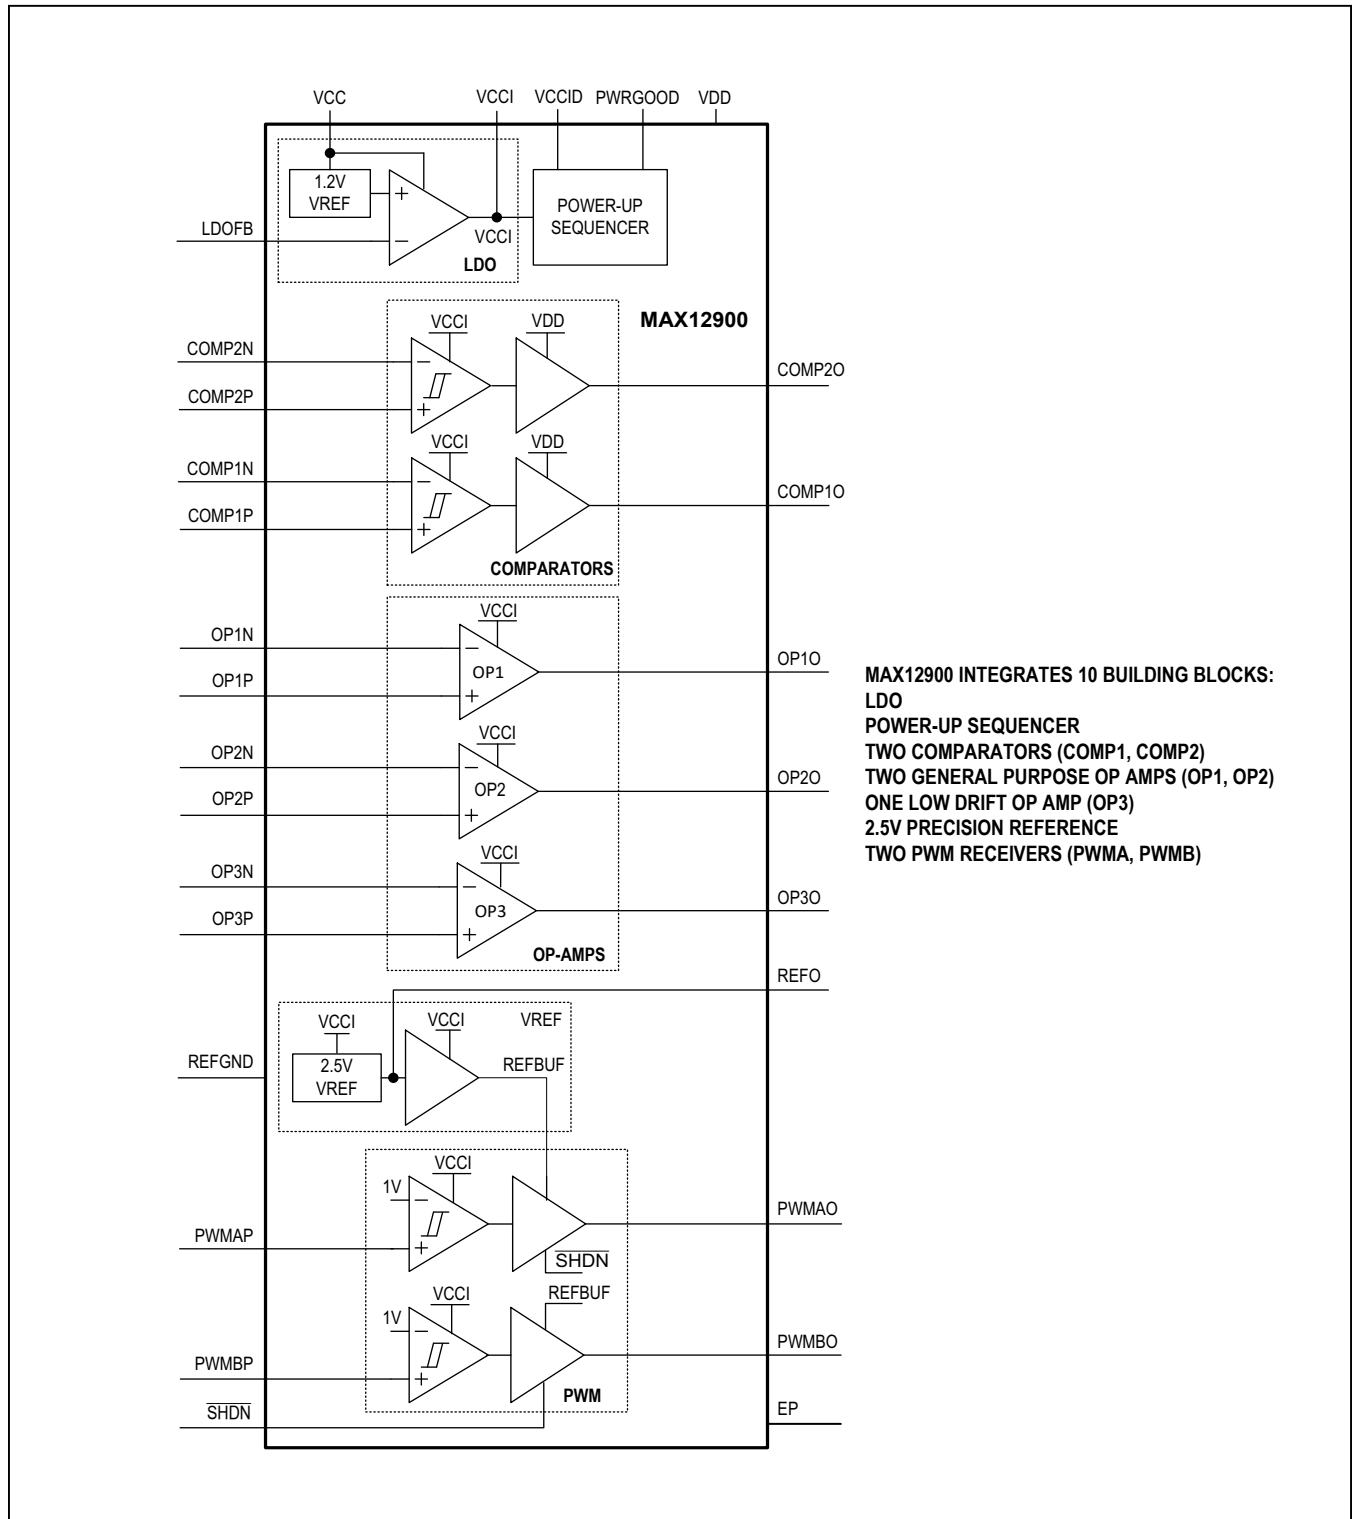 VCC VCCI VCCID PWRGOOD VDD
1.2V
VREF
+
−
LDOFB
VCCI
LDO
POWER-UP
SEQUENCER
MAX12900
VCCI VDD
COMP2N
−
COMP2P
+
COMP2O
VCCI VDD
COMP1N
−
COMP1P
+
COMP1O
COMPARATORS
VCCI
OP1N
−
OP1
OP1P
+
OP1O
VCCI
OP2N
−
OP2
OP2P
+
OP2O
VCCI
OP3N
−
OP3
OP3P
+
OP3O
OP-AMPS
MAX12900 INTEGRATES 10 BUILDING BLOCKS:
LDO
POWER-UP SEQUENCER
TWO COMPARATORS (COMP1, COMP2)
TWO GENERAL PURPOSE OP AMPS (OP1, OP2)
ONE LOW DRIFT OP AMP (OP3)
2.5V PRECISION REFERENCE
TWO PWM RECEIVERS (PWMA, PWMB)
REFO
VCCI VCCI VREF
REFGND
2.5V
VREF
REFBUF
VCCI
1V
−
PWMAP
+
PWMAO
SHDN
VCCI REFBUF
1V
−
PWMBP
+
PWMBO
PWM
SHDN
EP